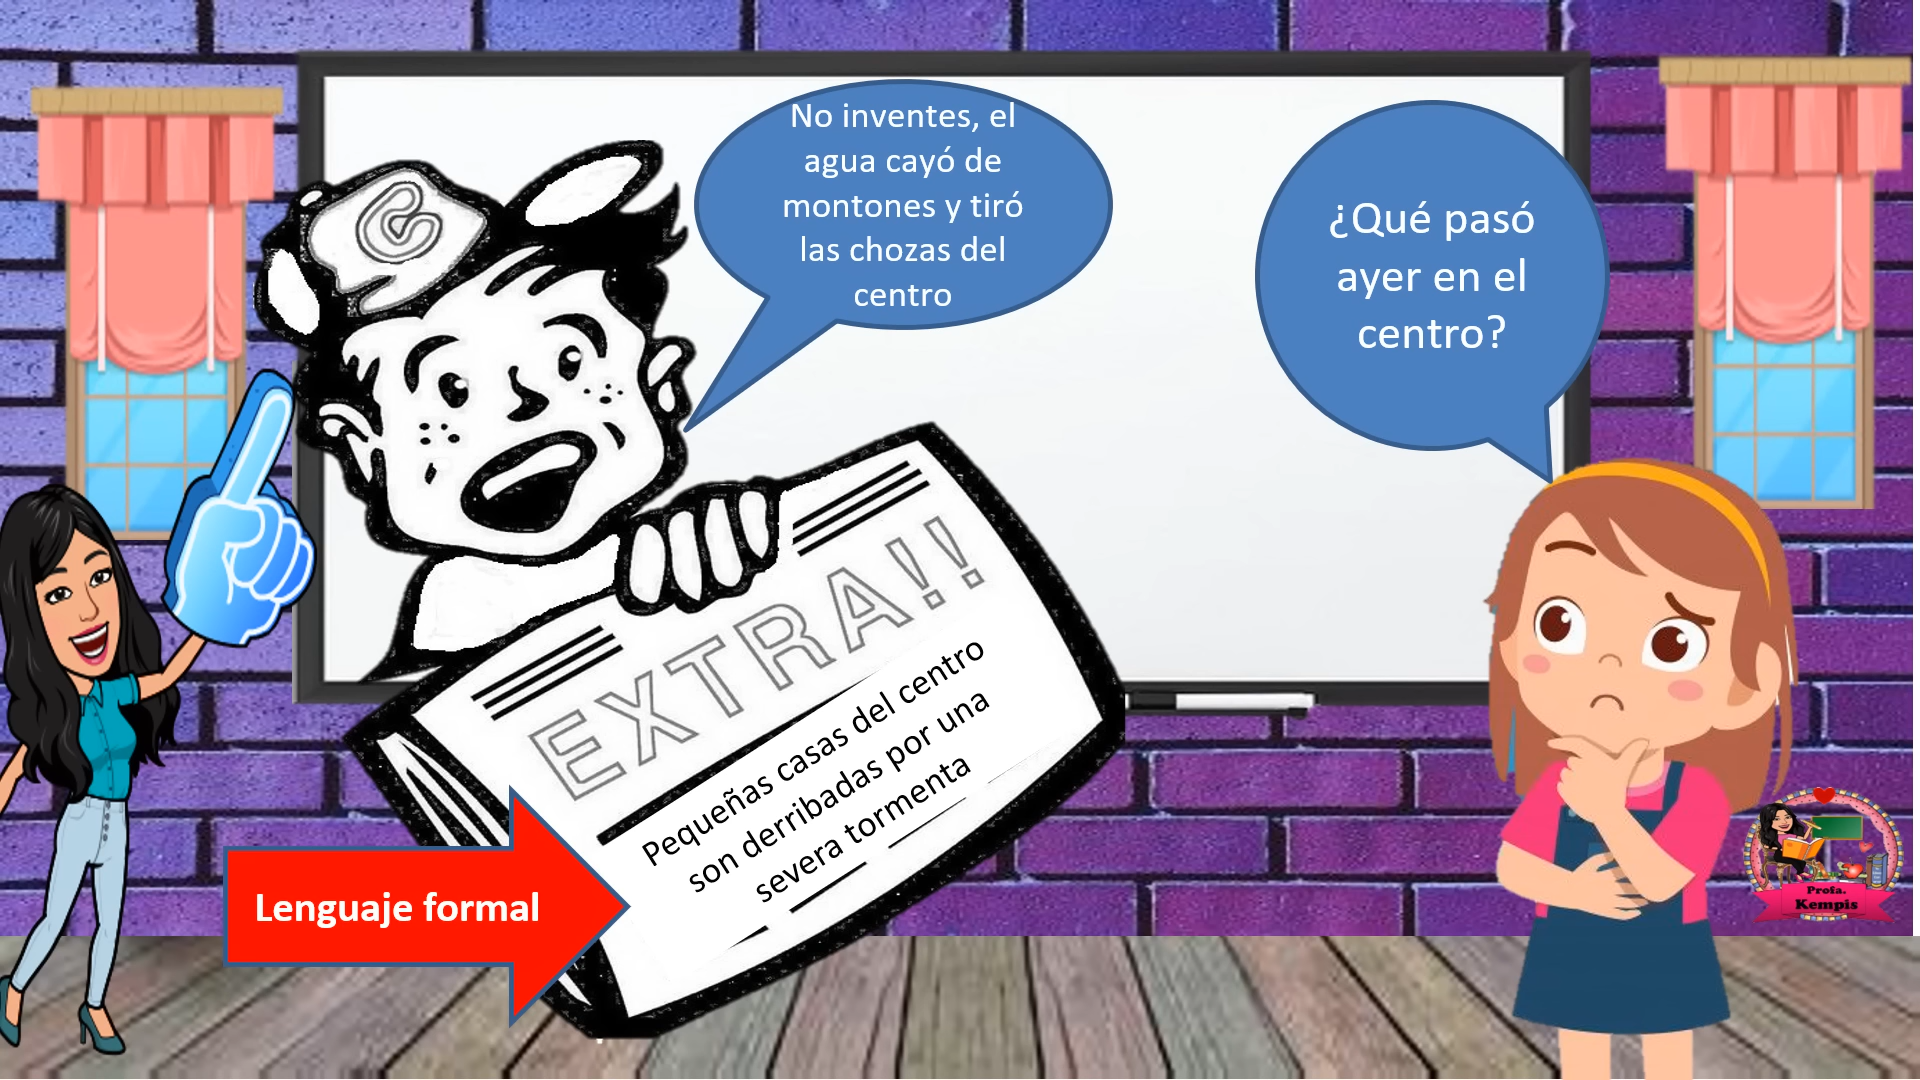 No inventes, el
agua cayó de
montones y tiró
las chozas del
centro
¿Qué pasó
ayer en el
centro?
EXTRA!!
Pequeñas casas del centro
son derribadas por una
severa tormenta
Lenguaje formal
Profa.
Kempis